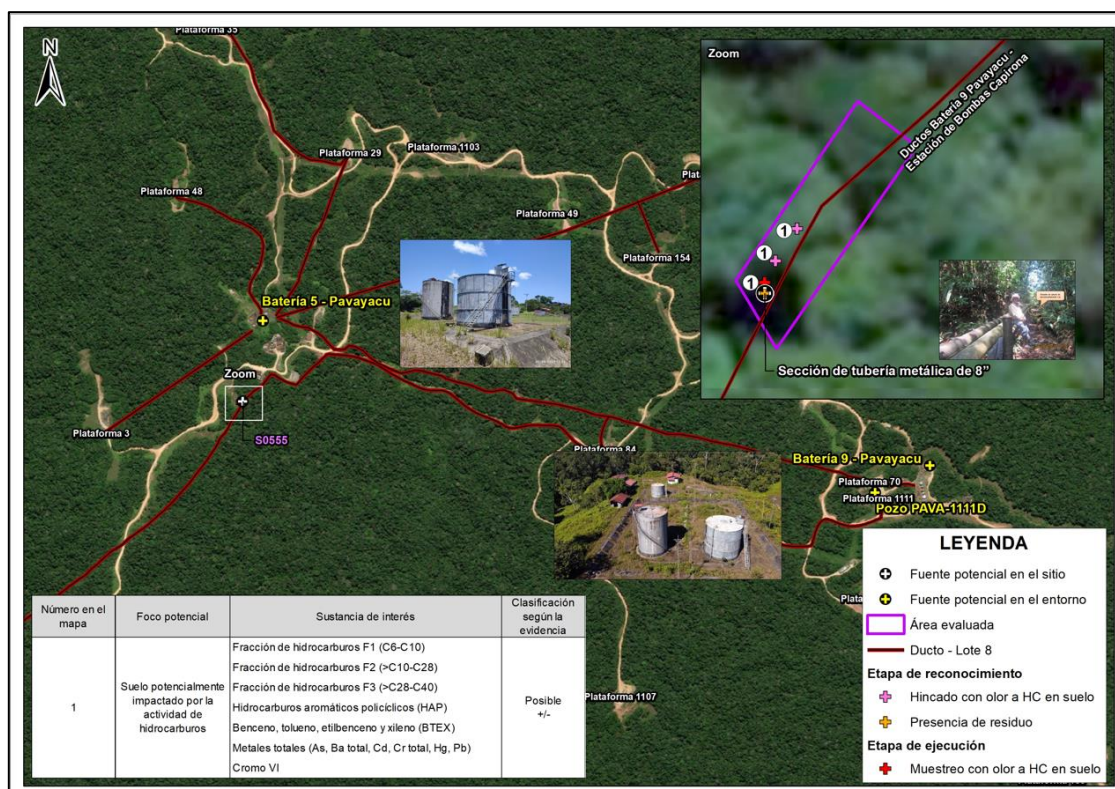 N
Plataforma 35
Plataforma 29
Plataforma 1103
Plataforma 48
Plataforma 49
Plataforma 154
Batería 5 - Pavayacu
Zoom
S0555
Plataforma 3
Plataforma 84
Batería 9 - Pavayacu
Plataforma 70
Plataforma 1111
Pozo PAVA-1111D
Plataforma 1107
Zoom
Ductos Batería 9 Pavayacu -
Estación de Bombas Capirona
1
1
1
Sección de tubería metálica de 8”
LEYENDA
Fuente potencial en el sitio
Fuente potencial en el entorno
Área evaluada
Ducto - Lote 8
Etapa de reconocimiento
Hincado con olor a HC en suelo
Presencia de residuo
Etapa de ejecución
Muestreo con olor a HC en suelo
Número en el
mapa
Foco potencial
Sustancia de interés
Clasificación
según la
evidencia
1
Suelo potencialmente
impactado por la
actividad de
hidrocarburos
Fracción de hidrocarburos F1 (C6-C10)
Fracción de hidrocarburos F2 (>C10-C28)
Fracción de hidrocarburos F3 (>C28-C40)
Hidrocarburos aromáticos policíclicos (HAP)
Benceno, tolueno, etilbenceno y xileno (BTEX)
Metales totales (As, Ba total, Cd, Cr total, Hg, Pb)
Cromo VI
Posible
+/-